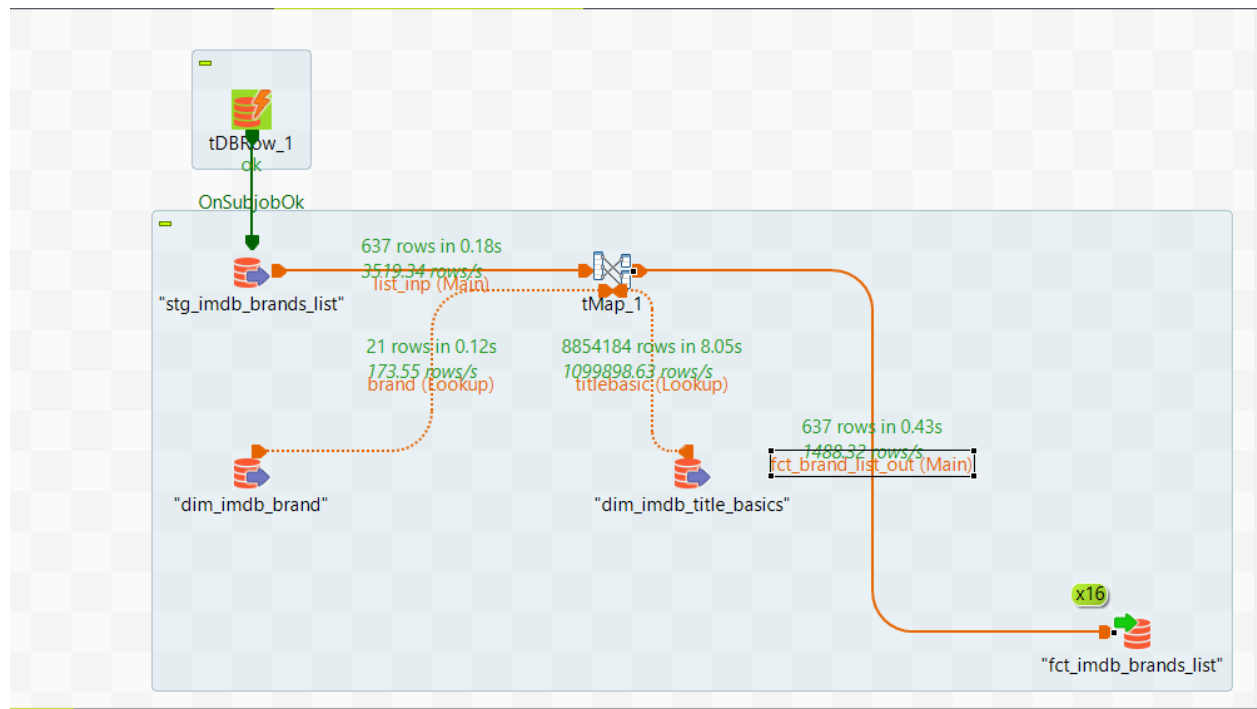 tDBRow_1
ok
OnSubjobOk
637 rows in 0.18s
3519.34 rows/s
list_inp (Main)
"stg_imdb_brands_list"
tMap_1
21 rows in 0.12s
173.55 rows/s
brand (Lookup)
8854184 rows in 8.05s
1099898.63 rows/s
titlebasic (Lookup)
637 rows in 0.43s
1488.32 rows/s
fct_brand_list_out (Main)
"dim_imdb_brand"
"dim_imdb_title_basics"
x16
"fct_imdb_brands_list"